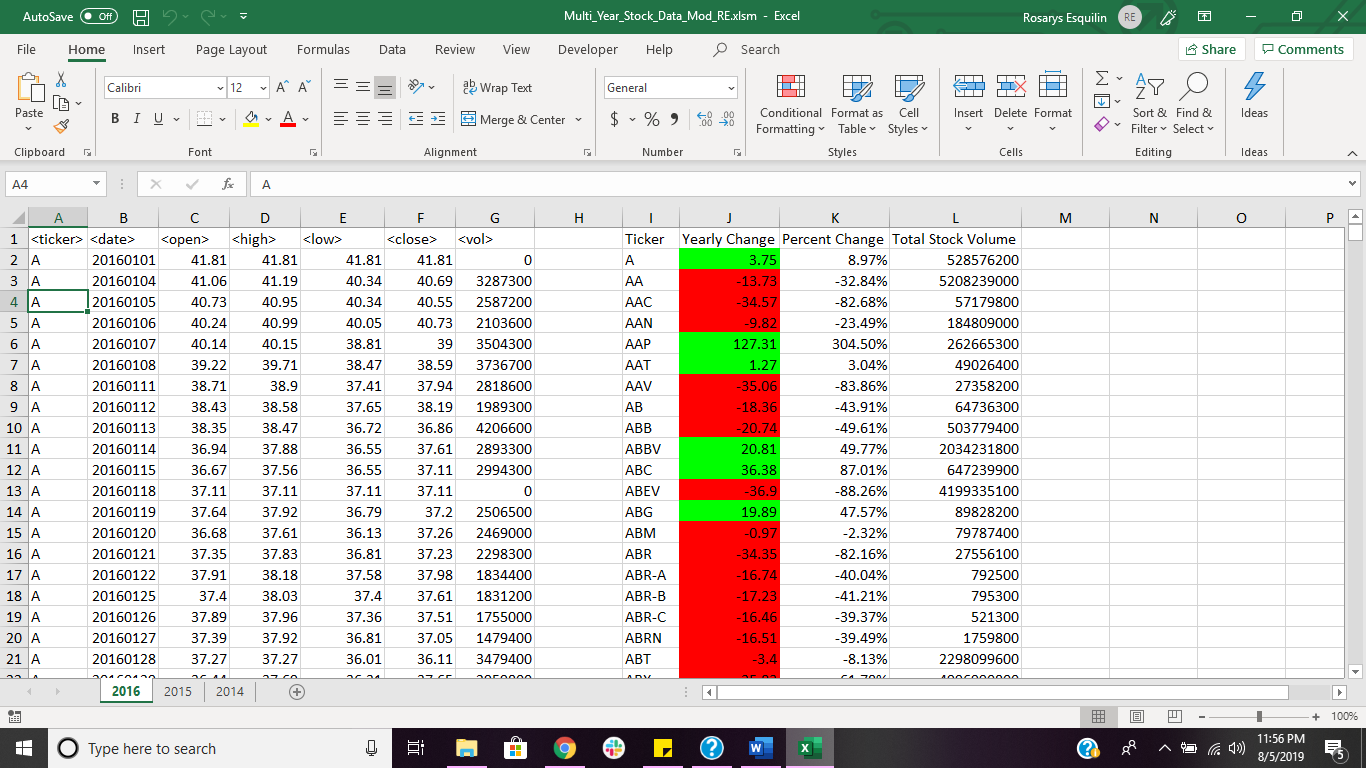 AutoSave Off Multi_Year_Stock_Data_Mod_RE.xlsm - Excel Rosarys Esquilin RE
File Home Insert Page Layout Formulas Data Review View Developer Help Search Share Comments
Paste Calibri 12 A A ab Wrap Text General Conditional Formatting Format as Table Cell Styles Insert Delete Format Sort & Filter Find & Select Ideas
B I U A Merge & Center $ % 9 .00 .00
Clipboard Font Alignment Number Styles Cells Editing Ideas
A4 fx A
A B C D E F G H I J K L M N O P
1 <ticker> <date> <open> <high> <low> <close> <vol> Ticker Yearly Change Percent Change Total Stock Volume
2 A 20160101 41.81 41.81 41.81 41.81 0 A 3.75 8.97% 528576200
3 A 20160104 41.06 41.19 40.34 40.69 3287300 AA -13.73 -32.84% 5208239000
4 A 20160105 40.73 40.95 40.34 40.55 2587200 AAC -34.57 -82.68% 57179800
5 A 20160106 40.24 40.99 40.05 40.73 2103600 AAN -9.82 -23.49% 184809000
6 A 20160107 40.14 40.15 38.81 39 3504300 AAP 127.31 304.50% 262665300
7 A 20160108 39.22 39.71 38.47 38.59 3736700 AAT 1.27 3.04% 49026400
8 A 20160111 38.71 38.9 37.41 37.94 2818600 AAV -35.06 -83.86% 27358200
9 A 20160112 38.43 38.58 37.65 38.19 1989300 AB -18.36 -43.91% 64736300
10 A 20160113 38.35 38.47 36.72 36.86 4206600 ABB -20.74 -49.61% 503779400
11 A 20160114 36.94 37.88 36.55 37.61 2893300 ABBV 20.81 49.77% 2034231800
12 A 20160115 36.67 37.56 36.55 37.11 2994300 ABC 36.38 87.01% 647239900
13 A 20160118 37.11 37.11 37.11 37.11 0 ABEV -36.9 -88.26% 4199335100
14 A 20160119 37.64 37.92 36.79 37.2 2506500 ABG 19.89 47.57% 89828200
15 A 20160120 36.68 37.61 36.13 37.26 2469000 ABM -0.97 -2.32% 79787400
16 A 20160121 37.35 37.83 36.81 37.23 2298300 ABR -34.35 -82.16% 27556100
17 A 20160122 37.91 38.18 37.58 37.98 1834400 ABR-A -16.74 -40.04% 792500
18 A 20160125 37.4 38.03 37.4 37.61 1831200 ABR-B -17.23 -41.21% 795300
19 A 20160126 37.89 37.96 37.36 37.51 1755000 ABR-C -16.46 -39.37% 521300
20 A 20160127 37.39 37.92 36.81 37.05 1479400 ABRN -16.51 -39.49% 1759800
21 A 20160128 37.27 37.27 36.01 36.11 3479400 ABT -3.4 -8.13% 2298099600
2016 2015 2014
100%
Type here to search 11:56 PM
8/5/2019 5